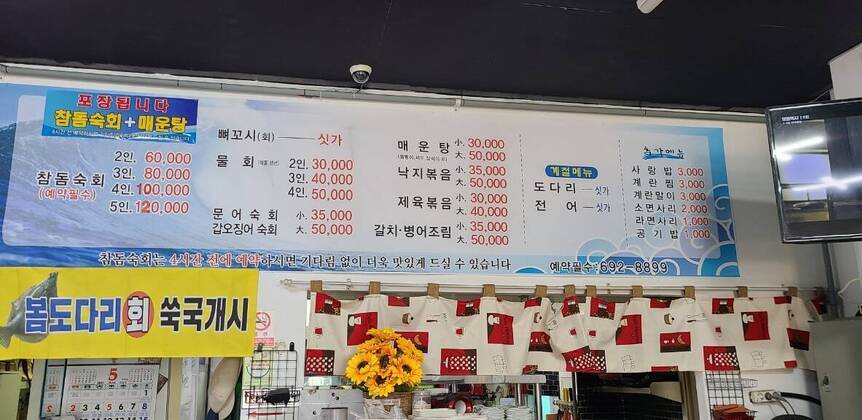 포장됩니다
참돔숙회+매운탕
참돔숙회
(예약필수)
2인. 60,000
3인. 80,000
4인. 100,000
5인. 120,000
뼈꼬시(회) 싯가
물 회
2인. 30,000
3인. 40,000
4인. 50,000
문어숙회 小. 35,000
갑오징어숙회 大. 50,000
매 운 탕 小. 30,000
大. 50,000
낙지볶음 小. 35,000
大. 50,000
제육볶음 小. 30,000
大. 40,000
갈치·병어조림 小. 35,000
大. 50,000
계절메뉴
도다리 싯가
전 어 싯가
추가메뉴
사 랑 밥 3,000
계 란 찜 3,000
계란말이 3,000
소면사리 2,000
라면사리 1,000
공 기 밥 1,000
참돔숙회는 4시간 전에 예약하시면 기다림 없이 더욱 맛있게 드실 수 있습니다
예약필수:692-8899
봄도다리회 쑥국개시
5